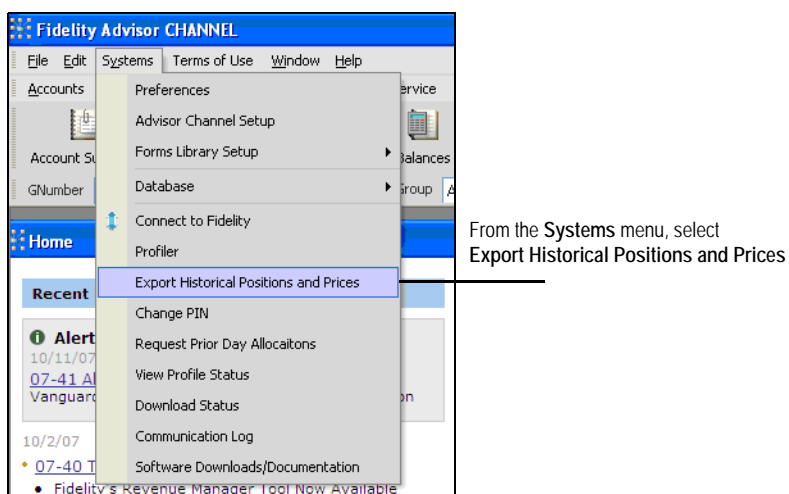 Fidelity Advisor CHANNEL
File Edit Systems Terms of Use Window Help
Accounts
Preferences
Advisor Channel Setup
Account
Forms Library Setup
Balances
GNumber
Database
Group
Connect to Fidelity
Home
Profiler
Export Historical Positions and Prices
Recent
Change PIN
Alert
Request Prior Day Allocaitons
10/11/07
07-41
View Profile Status
Download Status
10/2/07
Communication Log
07-40
Software Downloads/Documentation
Fidelity's Revenue Manager Tool Now Available
From the Systems menu, select
Export Historical Positions and Prices